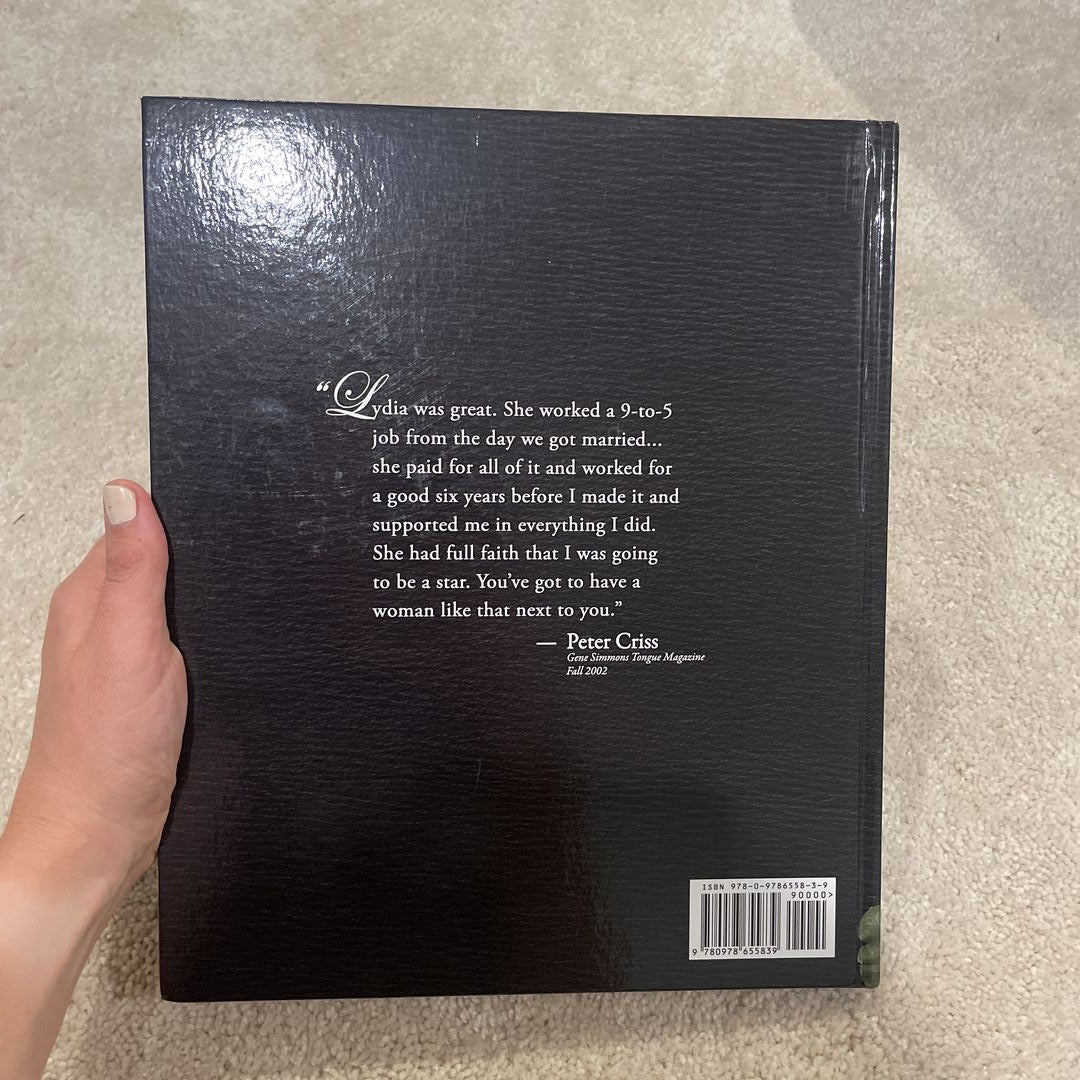 “Lydia was great. She worked a 9-to-5
job from the day we got married...
she paid for all of it and worked for
a good six years before I made it and
supported me in everything I did.
She had full faith that I was going
to be a star. You’ve got to have a
woman like that next to you.”
— Peter Criss
Gene Simmons Tongue Magazine
Fall 2002
ISBN 978-0-9786558-3-9
90000>
9 780978 655839